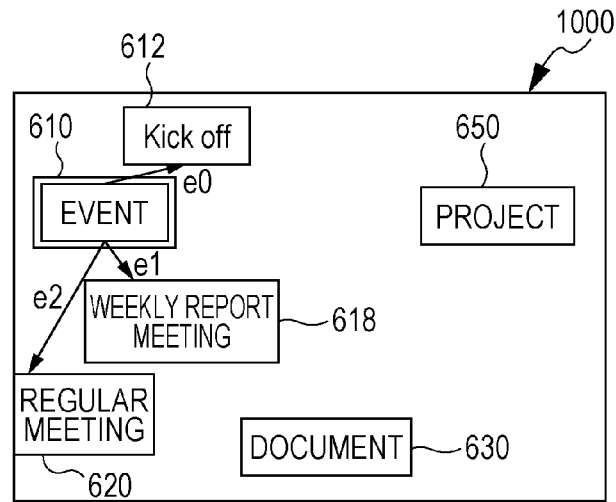 1000
612
Kick off
610
650
e0
EVENT
PROJECT
e1
e2
WEEKLY REPORT
MEETING
618
REGULAR
MEETING
DOCUMENT
630
620